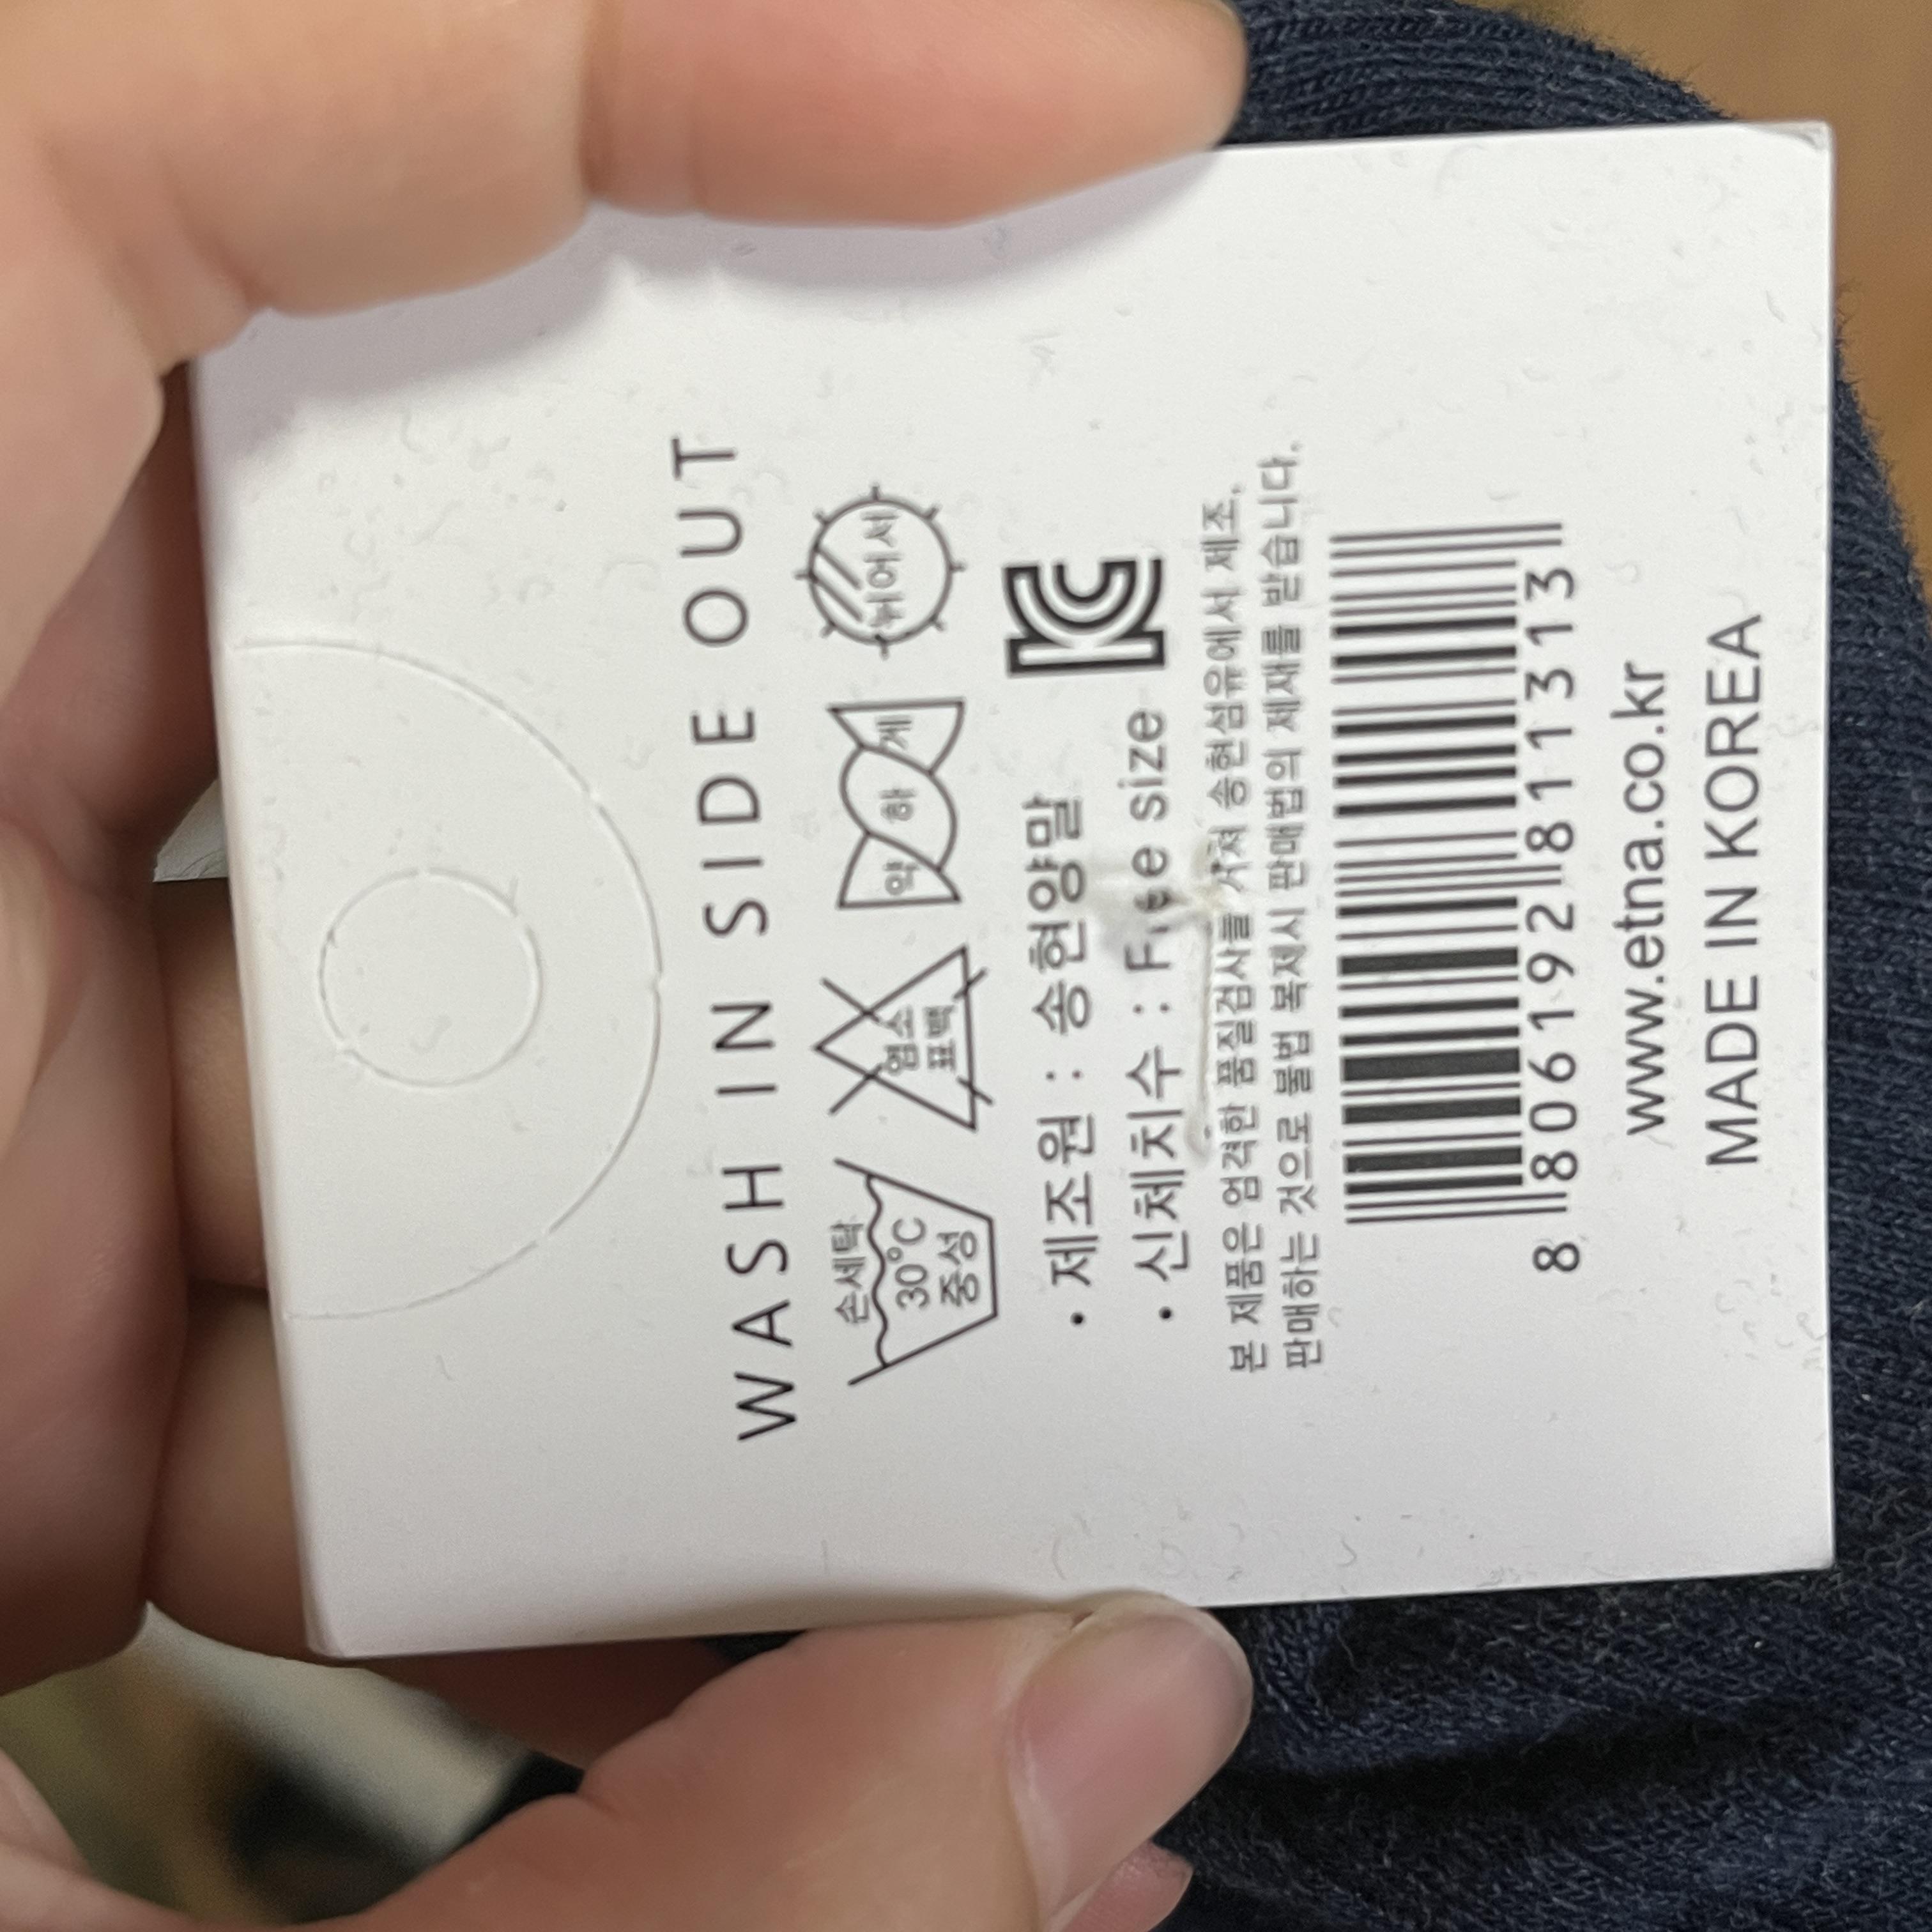 WASH IN SIDE OUT
손세탁
30℃
중성
염소
표백
약 하 게
뉘어서
• 제조원 : 송현양말
• 신체치수 : Free size
KC
본 제품은 엄격한 품질검사를 거쳐 송현섬유에서 제조,
판매하는 것으로 불법 복제시 판매법의 제재를 받습니다.
8 806192 811313
www.etna.co.kr
MADE IN KOREA